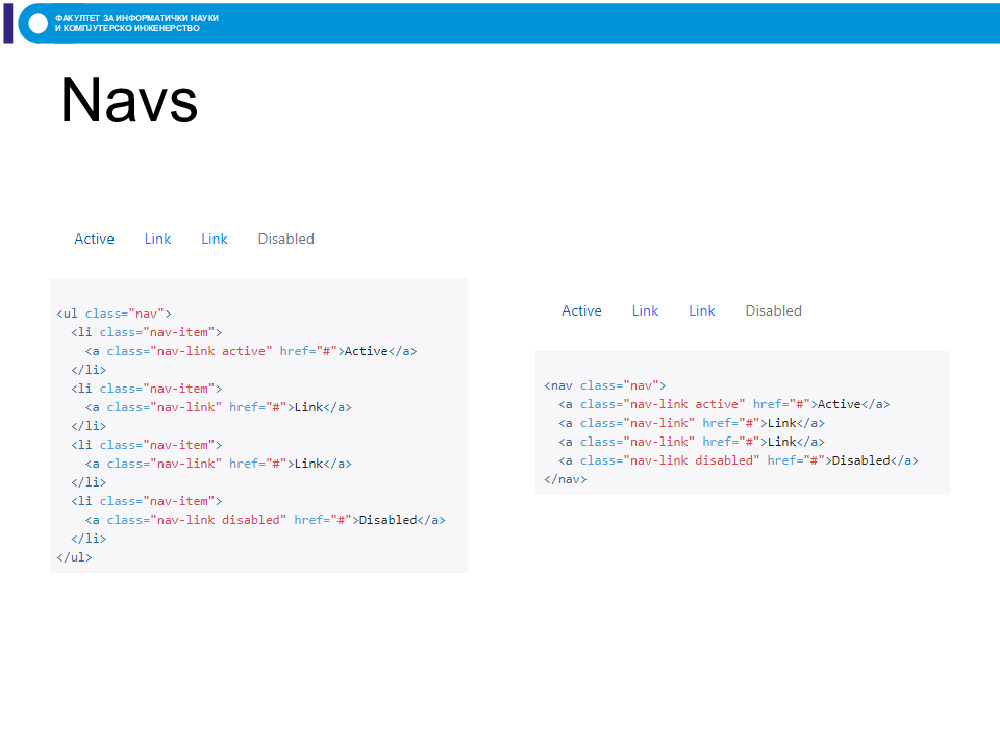 ФАКУЛТЕТ ЗА ИНФОРМАТИЧКИ НАУКИ
И КОМПЈУТЕРСКО ИНЖЕНЕРСТВО
Navs
Active Link Link Disabled
<ul class="nav">
  <li class="nav-item">
    <a class="nav-link active" href="#">Active</a>
  </li>
  <li class="nav-item">
    <a class="nav-link" href="#">Link</a>
  </li>
  <li class="nav-item">
    <a class="nav-link" href="#">Link</a>
  </li>
  <li class="nav-item">
    <a class="nav-link disabled" href="#">Disabled</a>
  </li>
</ul>
Active Link Link Disabled
<nav class="nav">
  <a class="nav-link active" href="#">Active</a>
  <a class="nav-link" href="#">Link</a>
  <a class="nav-link" href="#">Link</a>
  <a class="nav-link disabled" href="#">Disabled</a>
</nav>